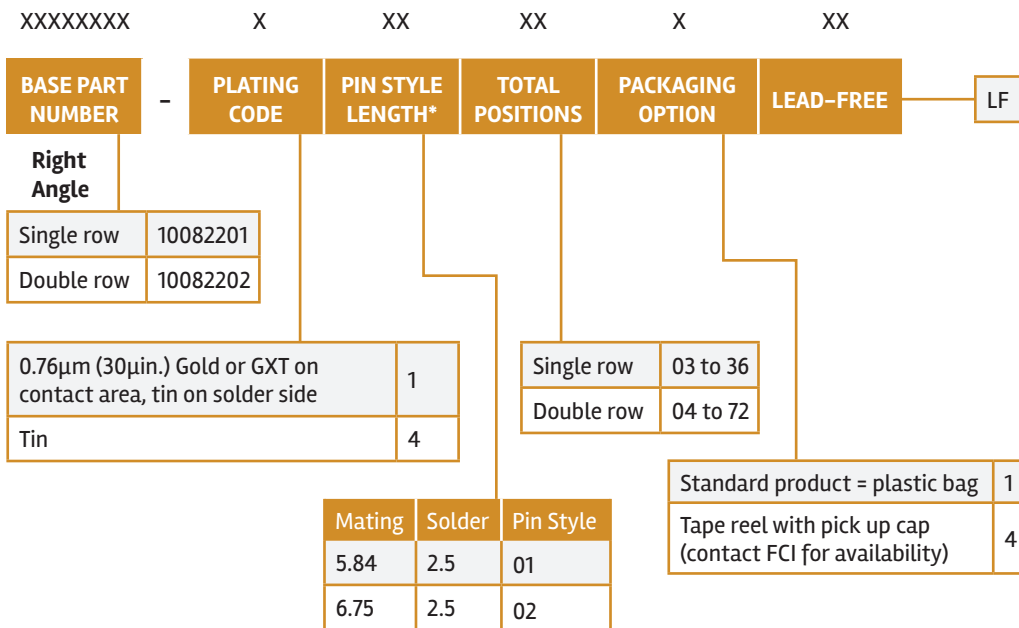 XXXXXXXX X XX XX X XX
BASE PART NUMBER - PLATING CODE PIN STYLE LENGTH* TOTAL POSITIONS PACKAGING OPTION LEAD-FREE LF
Right
Angle
Single row 10082201
Double row 10082202
0.76µm (30µin.) Gold or GXT on
contact area, tin on solder side 1
Tin 4
Single row 03 to 36
Double row 04 to 72
Standard product = plastic bag 1
Tape reel with pick up cap
(contact FCI for availability) 4
Mating Solder Pin Style
5.84 2.5 01
6.75 2.5 02